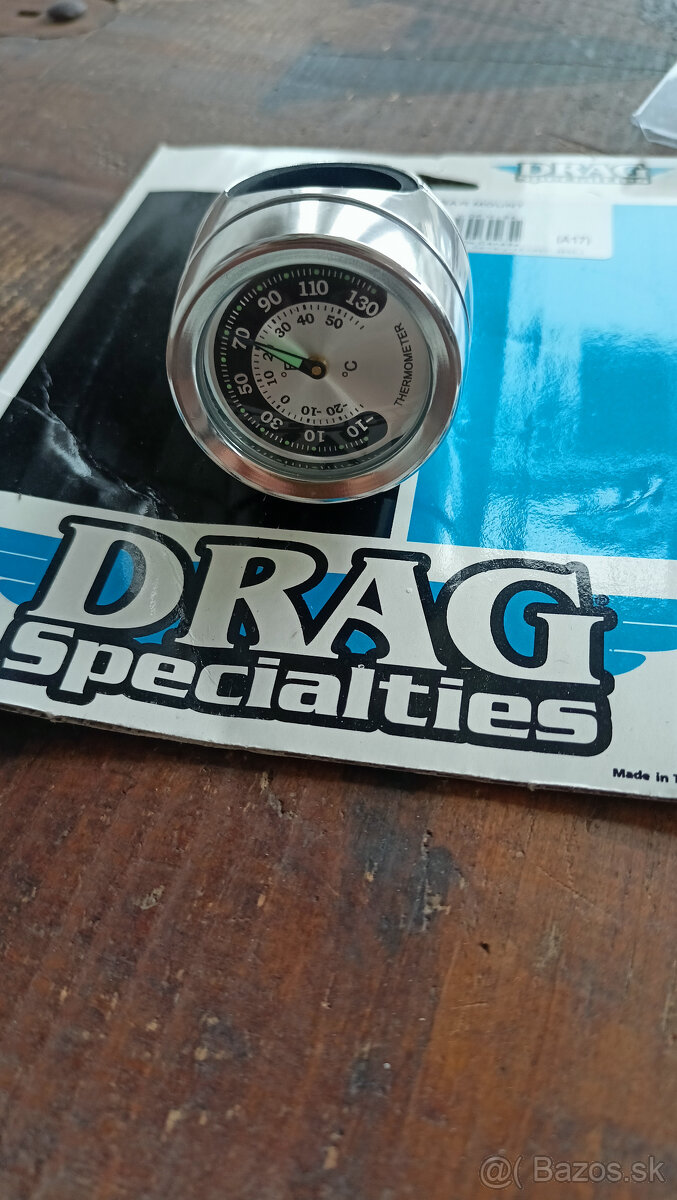 DRAG
(A17)
-10 10 30 50 70 90 110 130
-20 -10 0 10 20 30 40 50
°F
°C
THERMOMETER
DRAG®
Specialties
Made in T
@ Bazos.sk